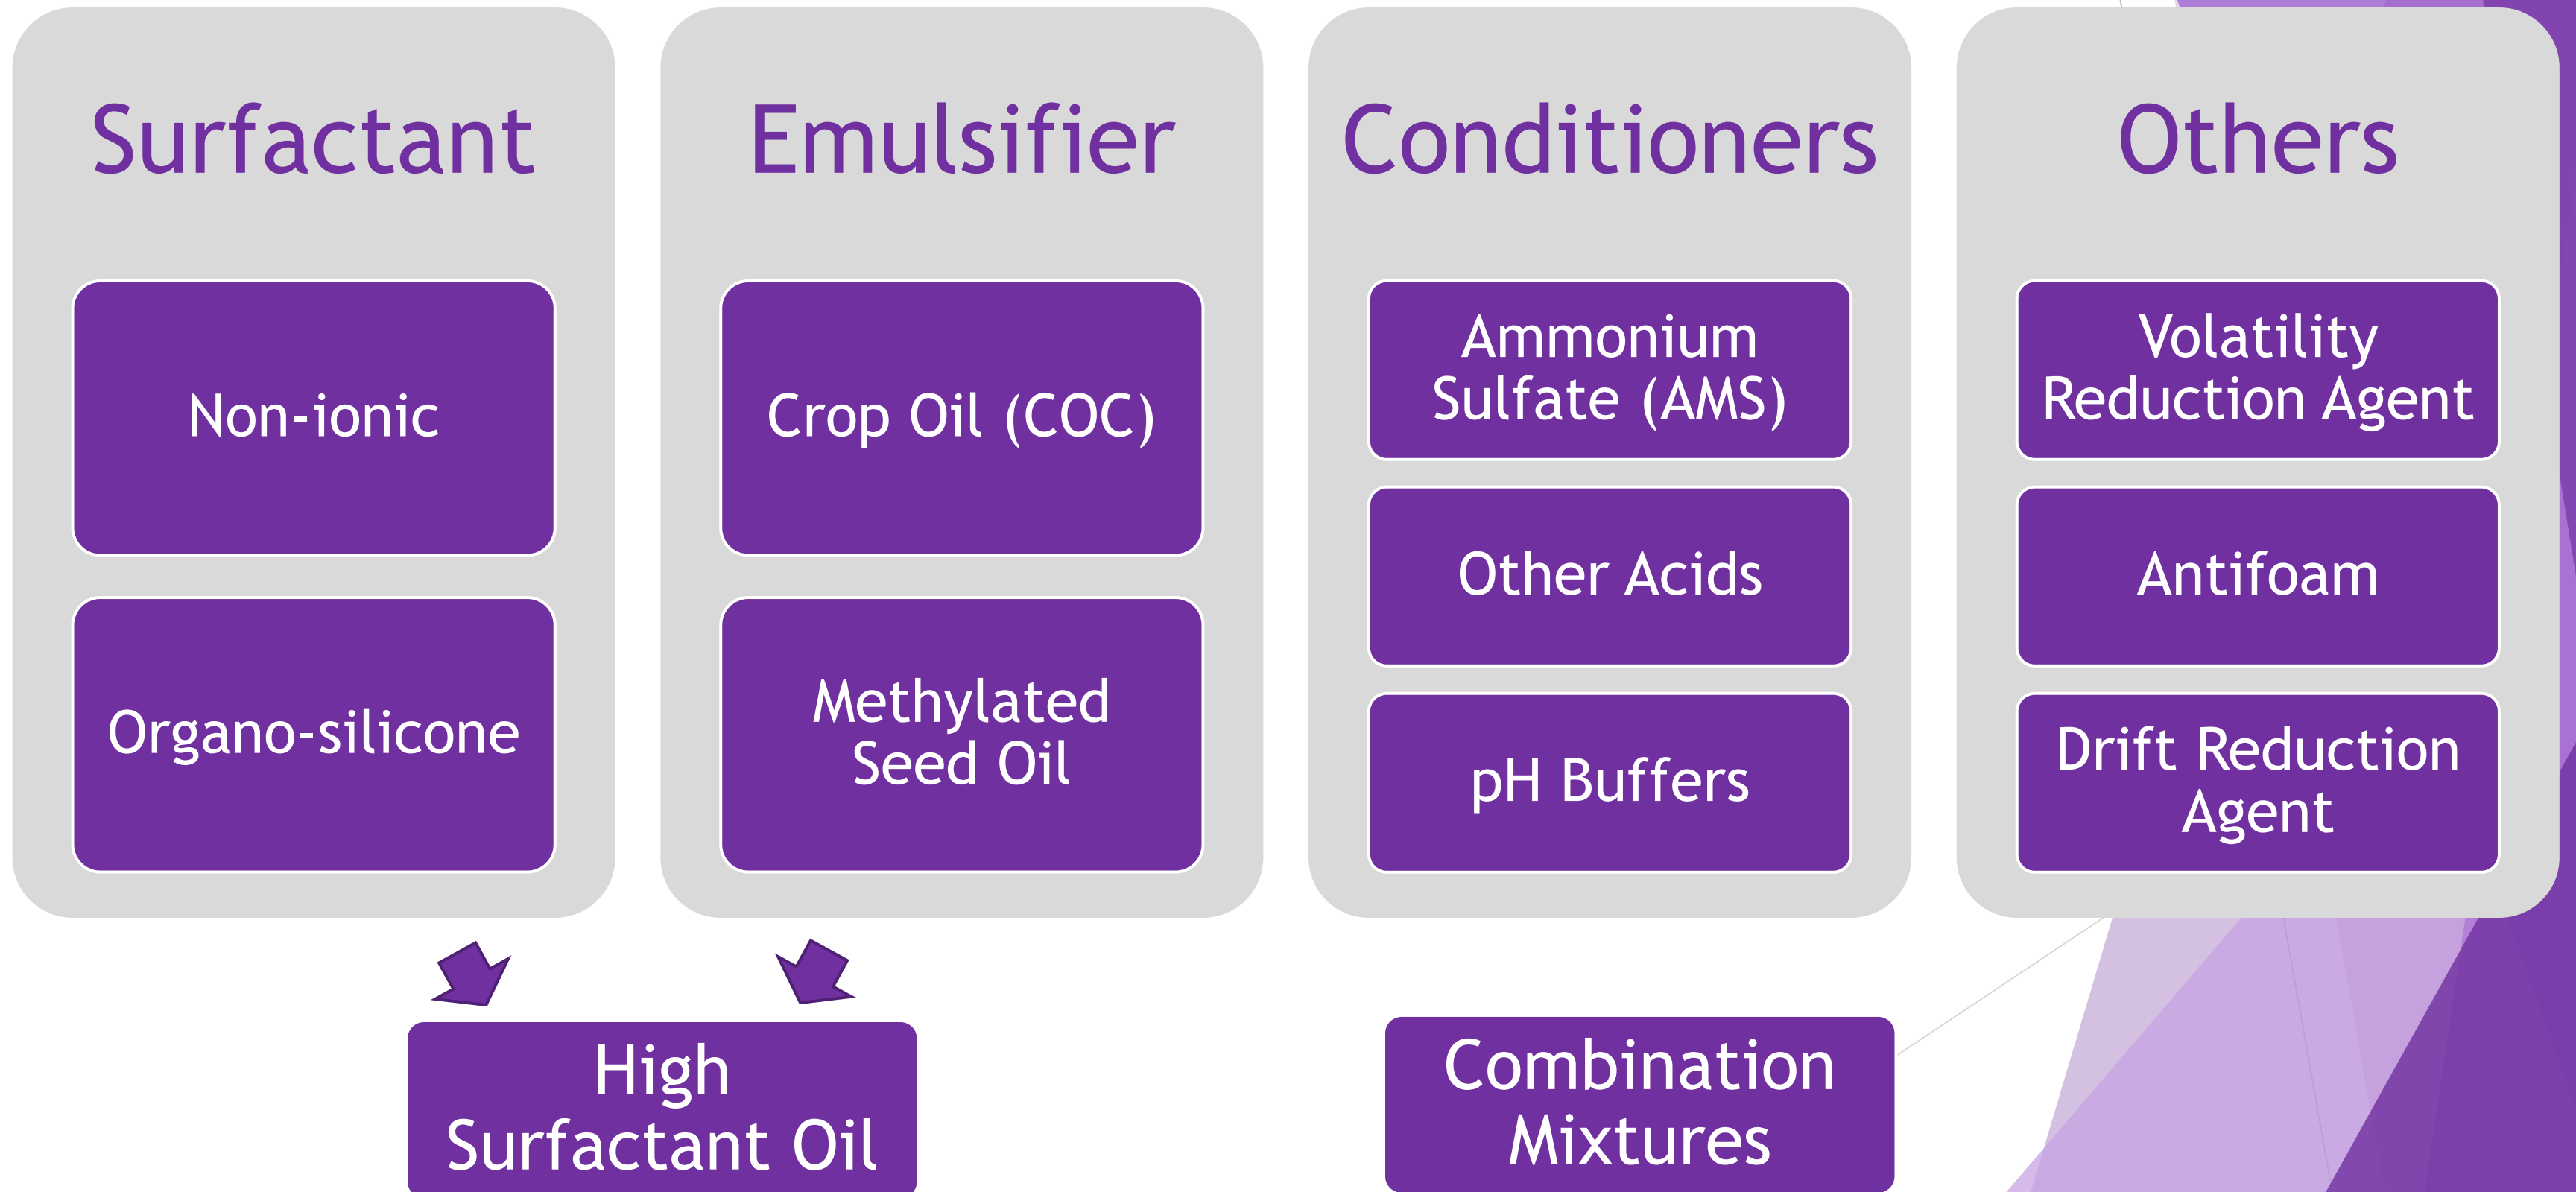 Surfactant
Non-ionic
Organo-silicone
Emulsifier
Crop Oil (COC)
Methylated
Seed Oil
Conditioners
Ammonium
Sulfate (AMS)
Other Acids
pH Buffers
Others
Volatility
Reduction Agent
Antifoam
Drift Reduction
Agent
High
Surfactant Oil
Combination
Mixtures